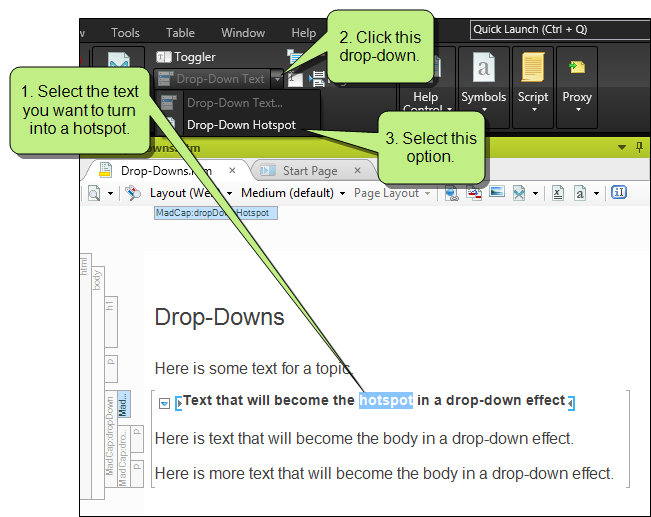 2. Click this
drop-down.
Tools Table Window Help
Quick Launch (Ctrl + Q)
Toggler
Drop-Down Text
1. Select the text
you want to turn
into a hotspot.
Drop-Down Text...
Drop-Down Hotspot
Help
Control
Symbols
Script
Proxy
3. Select this
option.
Drop-Downs.htm
Start Page
Layout (We
Medium (default)
Page Layout
MadCap:dropDownHotspot
html
body
h1
Drop-Downs
p
Here is some text for a topic.
MadCap:dropDown
Mad...
Text that will become the hotspot in a drop-down effect
MadCap:dro...
p
Here is text that will become the body in a drop-down effect.
p
Here is more text that will become the body in a drop-down effect.